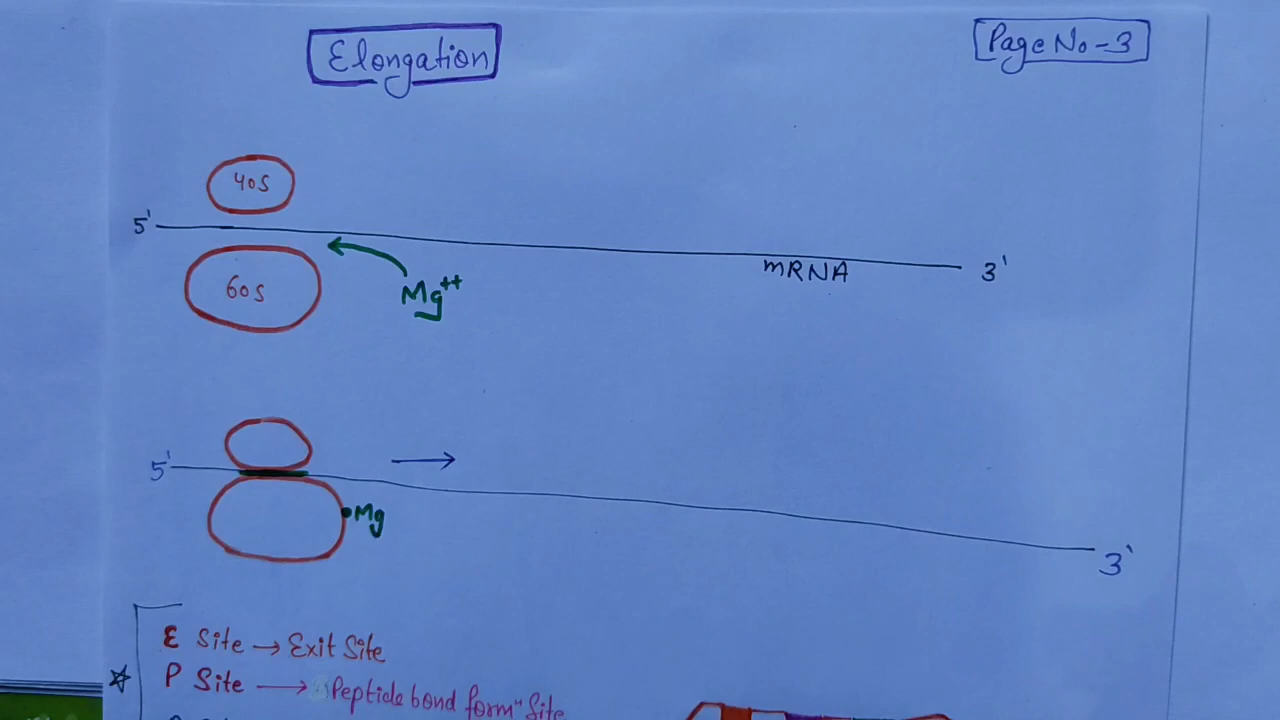 Elongation
Page No-3
40S
5'
mRNA
3'
60S
Mg++
5'
Mg
3'
E Site → Exit Site
P Site → Peptide bond form" Site